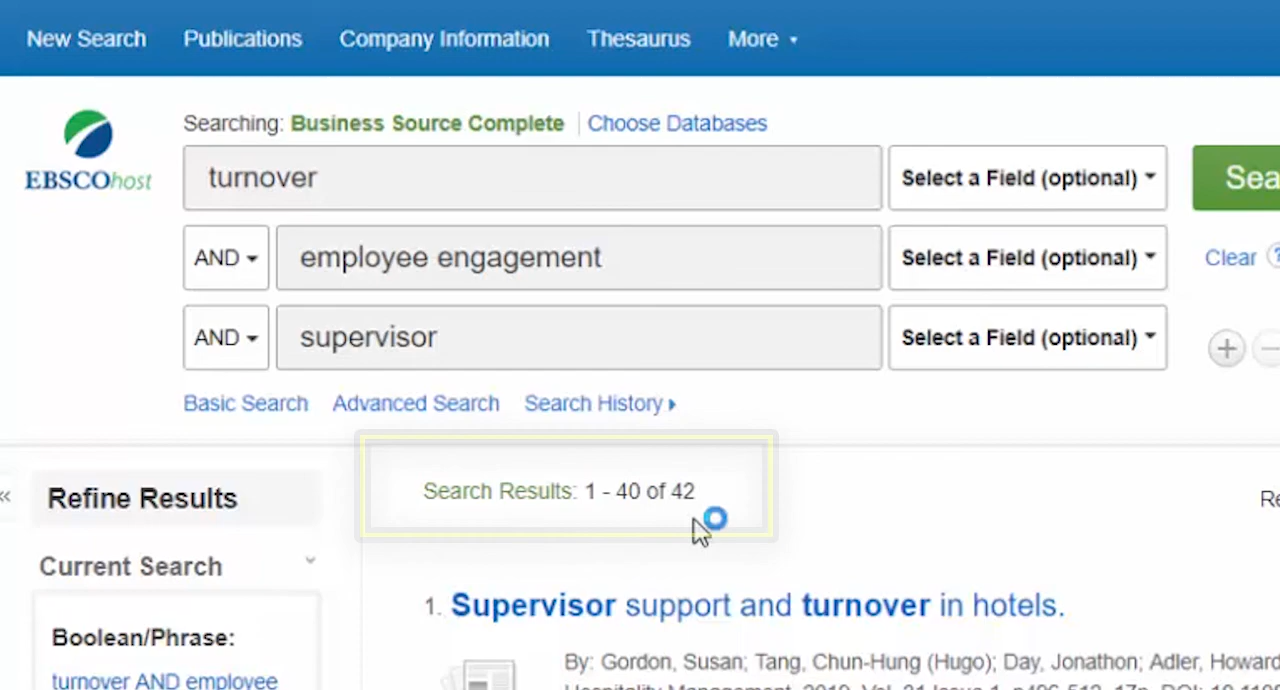 New Search Publications Company Information Thesaurus More
Searching: Business Source Complete Choose Databases
EBSCOhost
turnover Select a Field (optional)
AND employee engagement Select a Field (optional) Clear
AND supervisor Select a Field (optional)
Basic Search Advanced Search Search History
Refine Results
Search Results: 1 - 40 of 42
Current Search
1. Supervisor support and turnover in hotels.
Boolean/Phrase:
turnover AND employee
By: Gordon, Susan; Tang, Chun-Hung (Hugo); Day, Jonathon; Adler, Howard